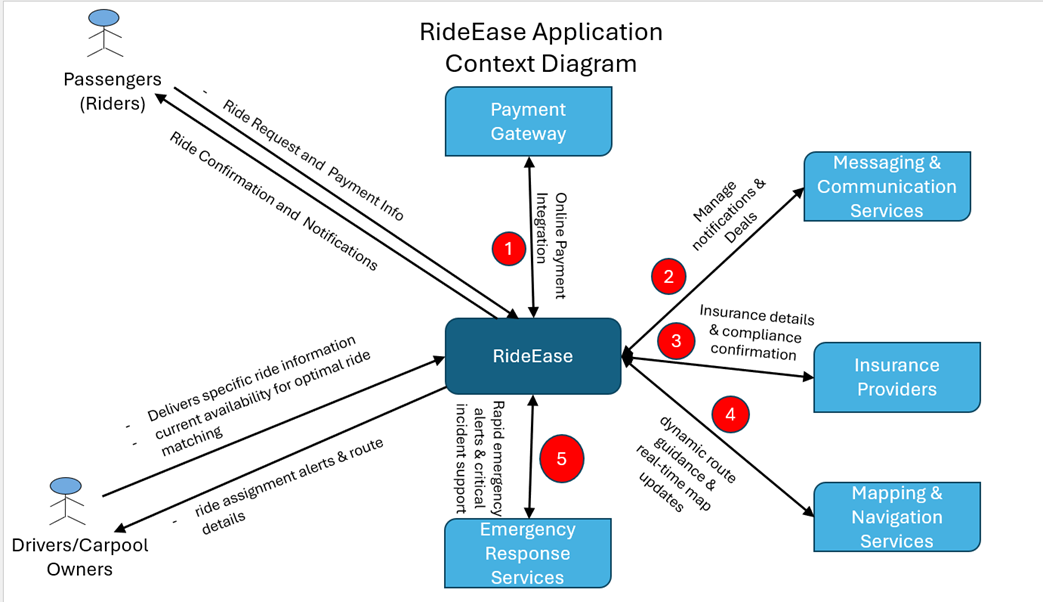 RideEase Application
Context Diagram
Passengers
(Riders)
- Ride Request and Payment Info
Ride Confirmation and Notifications
Payment
Gateway
Online Payment
Integration
1
Messaging &
Communication
Services
Manage
notifications &
Deals
2
Insurance details
& compliance
confirmation
3
RideEase
Insurance
Providers
- Delivers specific ride information
- current availability for optimal ride
matching
- ride assignment alerts & route
details
Drivers/Carpool
Owners
Rapid emergency
alerts & critical
incident support
5
4
dynamic route
guidance &
real-time map
updates
Emergency
Response
Services
Mapping &
Navigation
Services